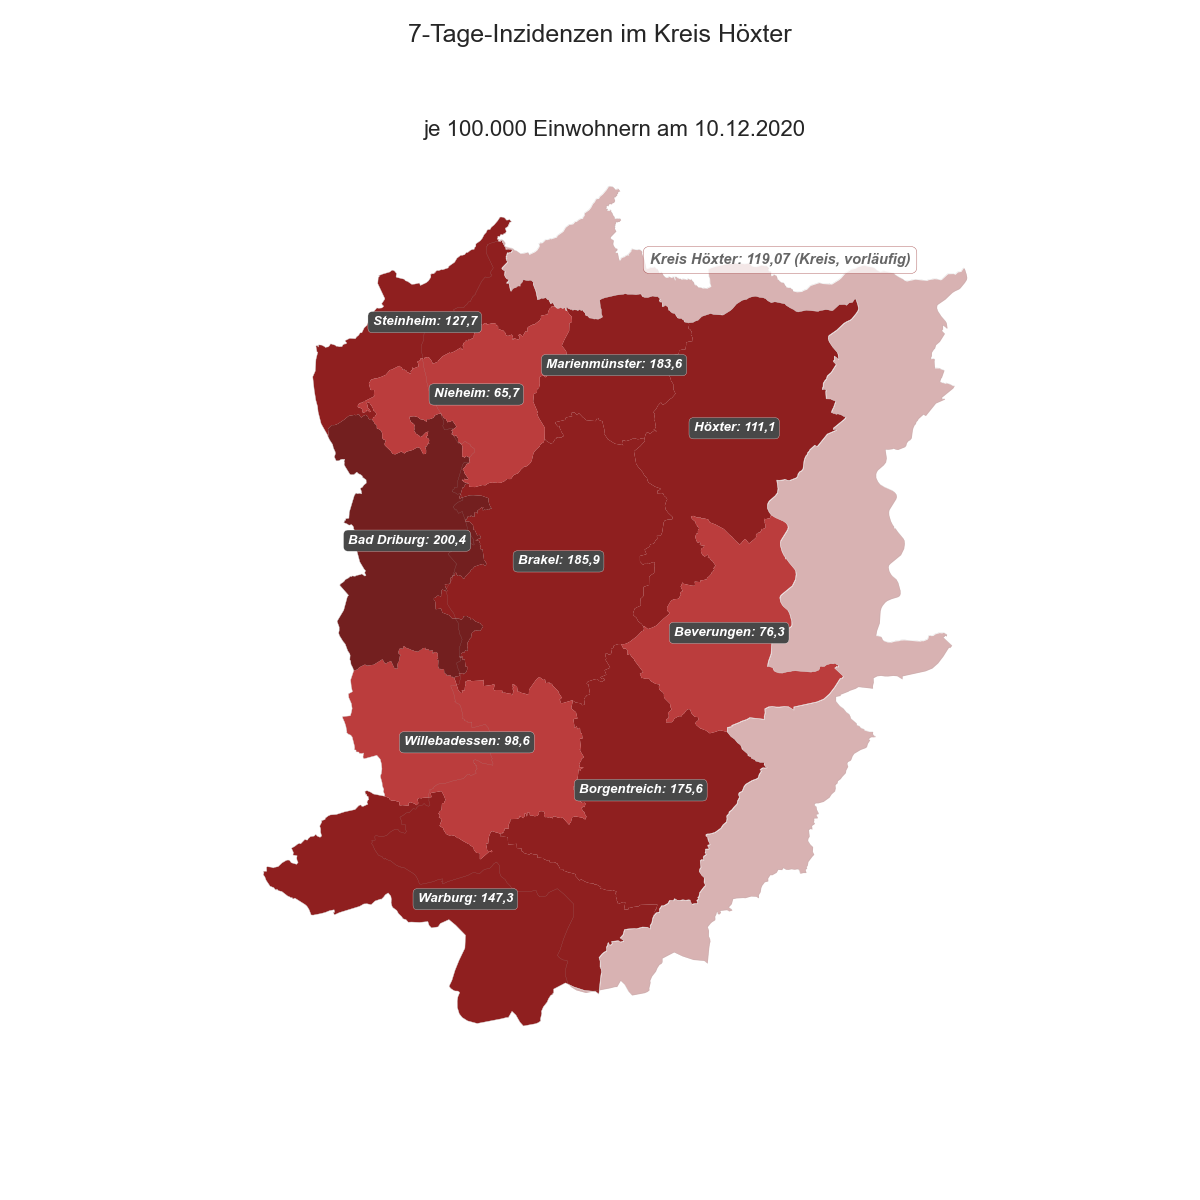 7-Tage-Inzidenzen im Kreis Höxter
je 100.000 Einwohnern am 10.12.2020
Kreis Höxter: 119,07 (Kreis, vorläufig)
Steinheim: 127,7
Marienmünster: 183,6
Nieheim: 65,7
Höxter: 111,1
Bad Driburg: 200,4
Brakel: 185,9
Beverungen: 76,3
Willebadessen: 98,6
Borgentreich: 175,6
Warburg: 147,3